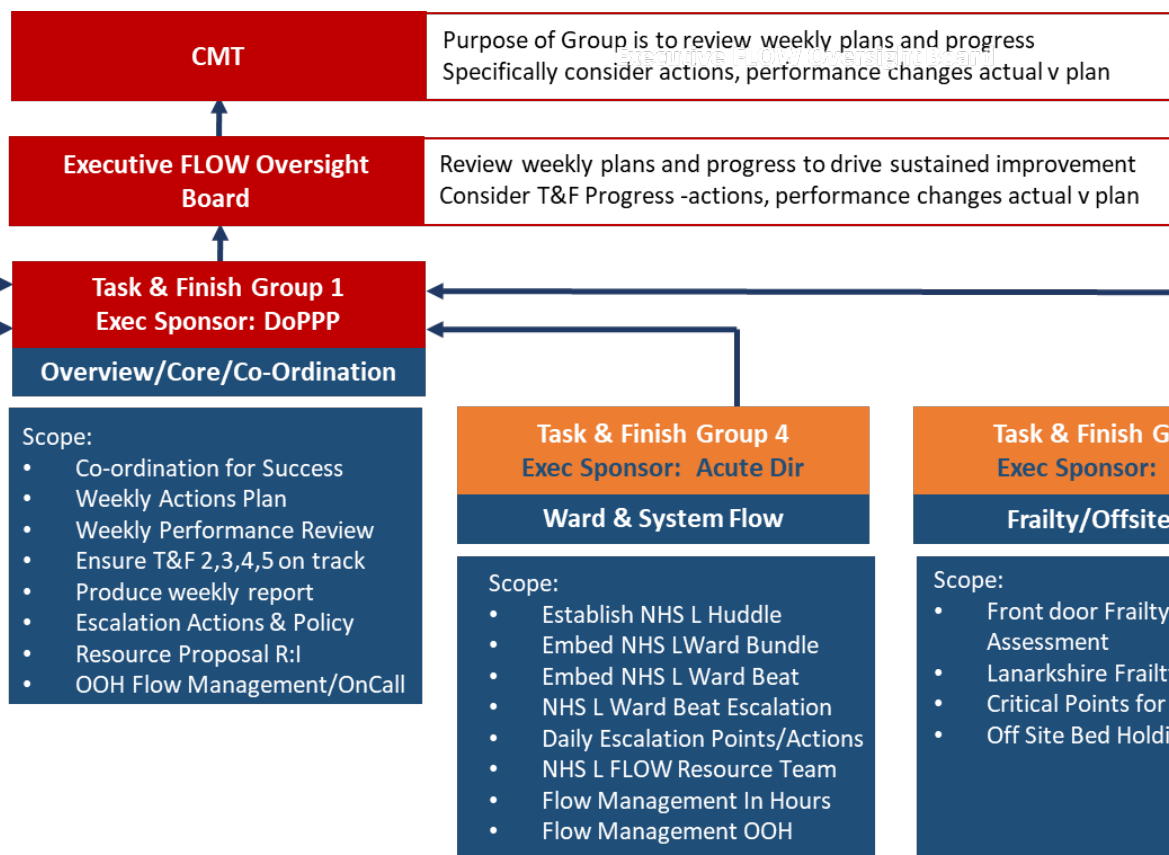 CMT
Purpose of Group is to review weekly plans and progress
Executive FLOW Oversight Board
Specifically consider actions, performance changes actual v plan
Executive FLOW Oversight
Board
Review weekly plans and progress to drive sustained improvement
Consider T&F Progress -actions, performance changes actual v plan
Task & Finish Group 1
Exec Sponsor: DoPPP
Overview/Core/Co-Ordination
Scope:
• Co-ordination for Success
• Weekly Actions Plan
• Weekly Performance Review
• Ensure T&F 2,3,4,5 on track
• Produce weekly report
• Escalation Actions & Policy
• Resource Proposal R:I
• OOH Flow Management/OnCall
Task & Finish Group 4
Exec Sponsor: Acute Dir
Ward & System Flow
Scope:
• Establish NHS L Huddle
• Embed NHS LWard Bundle
• Embed NHS L Ward Beat
• NHS L Ward Beat Escalation
• Daily Escalation Points/Actions
• NHS L FLOW Resource Team
• Flow Management In Hours
• Flow Management OOH
Task & Finish G
Exec Sponsor:
Frailty/Offsite
Scope:
• Front door Frailty
Assessment
• Lanarkshire Frailt
• Critical Points for
• Off Site Bed Holdi